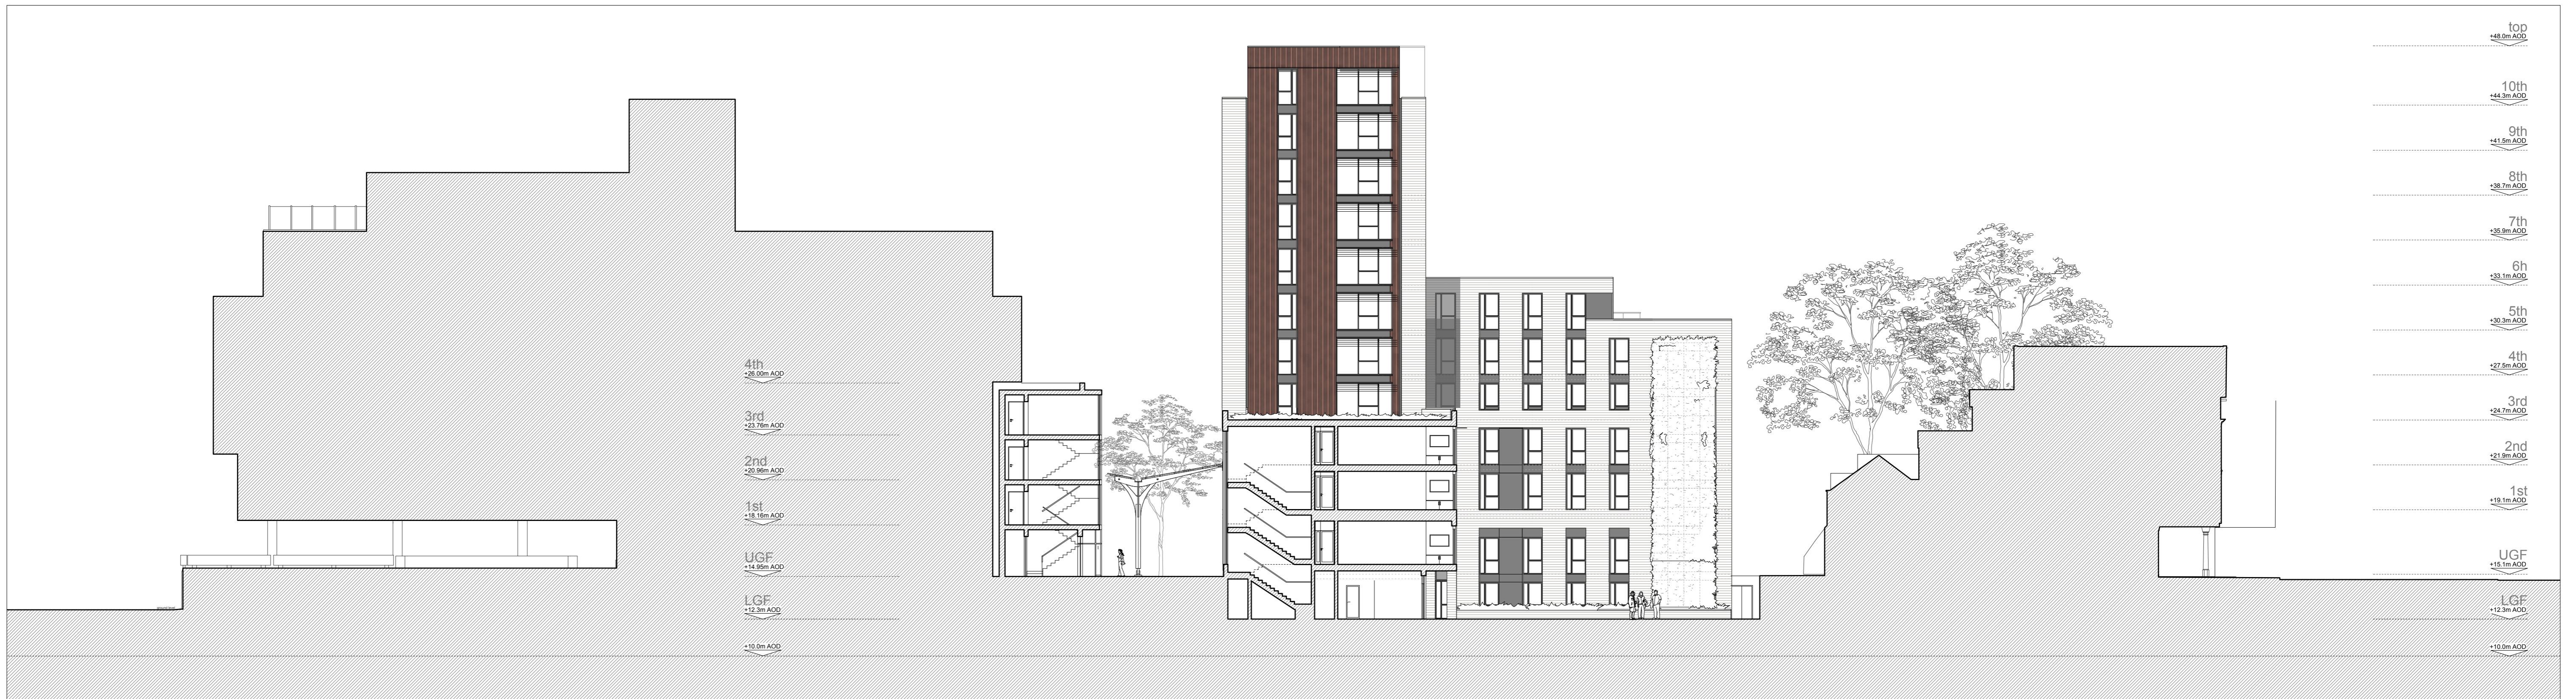 4th
+26.00m AOD
3rd
+23.76m AOD
2nd
+20.96m AOD
1st
+18.16m AOD
UGF
+14.95m AOD
LGF
+12.3m AOD
+10.0m AOD
top
+48.0m AOD
10th
+44.3m AOD
9th
+41.5m AOD
8th
+38.7m AOD
7th
+35.9m AOD
6h
+33.1m AOD
5th
+30.3m AOD
4th
+27.5m AOD
3rd
+24.7m AOD
2nd
+21.9m AOD
1st
+19.1m AOD
UGF
+15.1m AOD
LGF
+12.3m AOD
+10.0m AOD